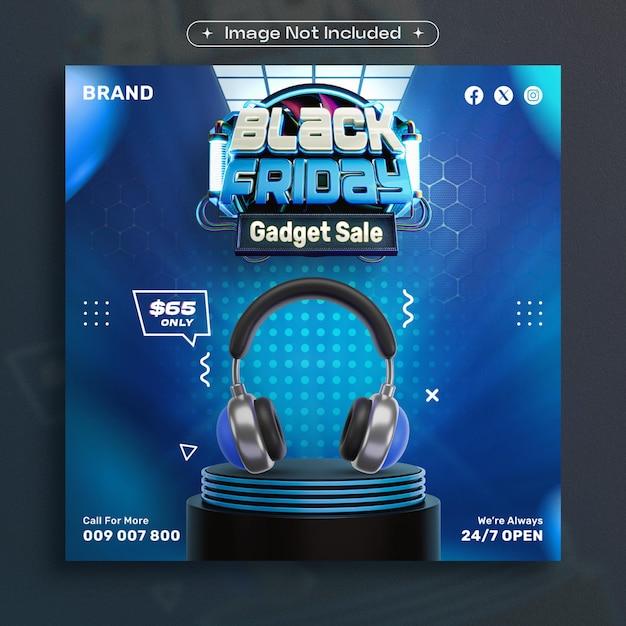 Image Not Included
BRAND
BLACK
FRIDAY
Gadget Sale
$65
ONLY
Call For More
009 007 800
We're Always
24/7 OPEN